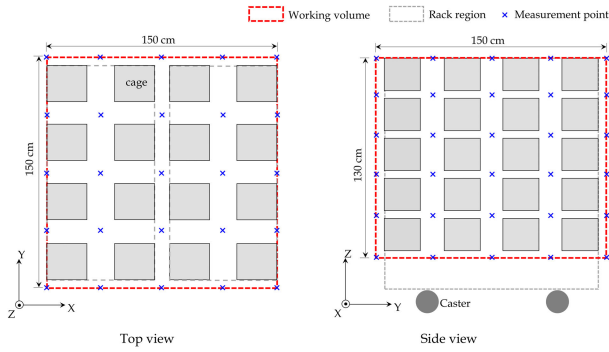 Working volume Rack region Measurement point
150 cm
150 cm
cage
150 cm
130 cm
Y
Z
X
Z
X
Y
Caster
Top view
Side view